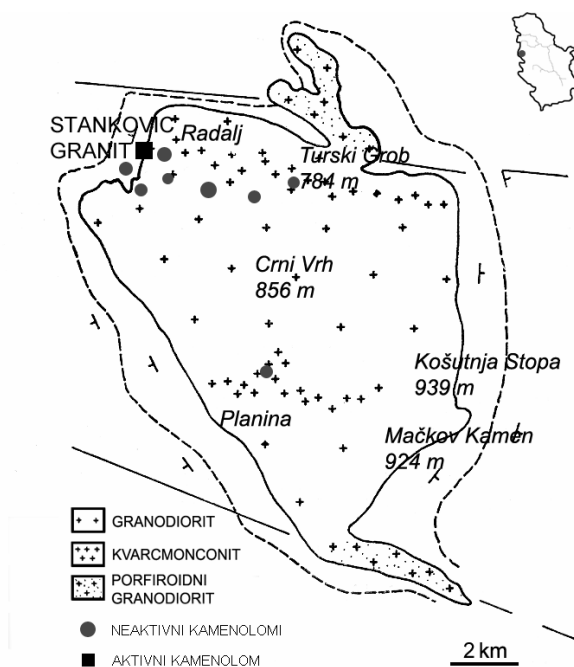 STANKOVIĆ
GRANIT
Radalj
Turski Grob
784 m
Crni Vrh
856 m
Košutnja Stopa
939 m
Planina
Mačkov Kamen
924 m
GRANODIORIT
KVARCMONCONIT
PORFIROIDNI
GRANODIORIT
NEAKTIVNI KAMENOLOMI
AKTIVNI KAMENOLOM
2 km